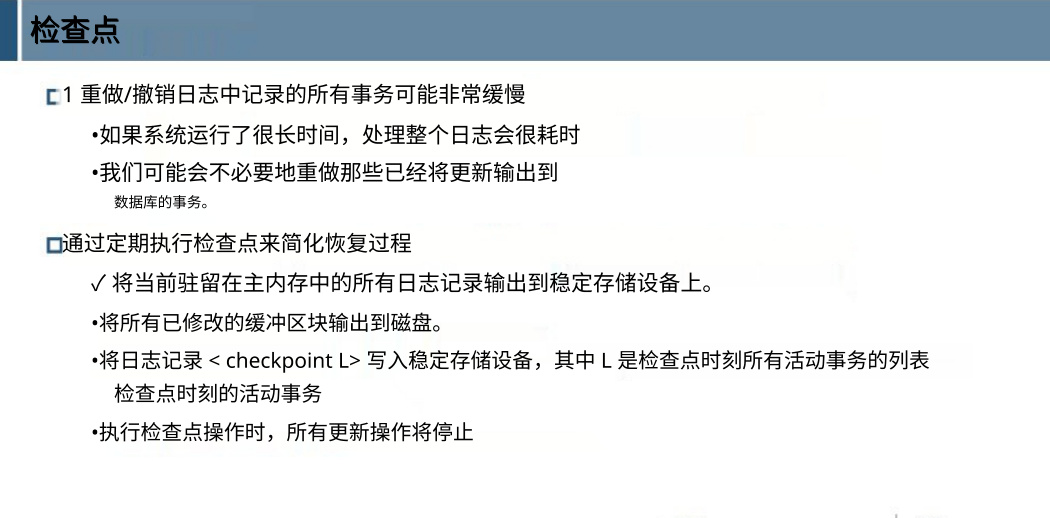 检查点
1 重做/撤销日志中记录的所有事务可能非常缓慢
•如果系统运行了很长时间，处理整个日志会很耗时
•我们可能会不必要地重做那些已经将更新输出到
数据库的事务。
通过定期执行检查点来简化恢复过程
✓ 将当前驻留在主内存中的所有日志记录输出到稳定存储设备上。
•将所有已修改的缓冲区块输出到磁盘。
•将日志记录 < checkpoint L> 写入稳定存储设备，其中 L 是检查点时刻所有活动事务的列表
检查点时刻的活动事务
•执行检查点操作时，所有更新操作将停止